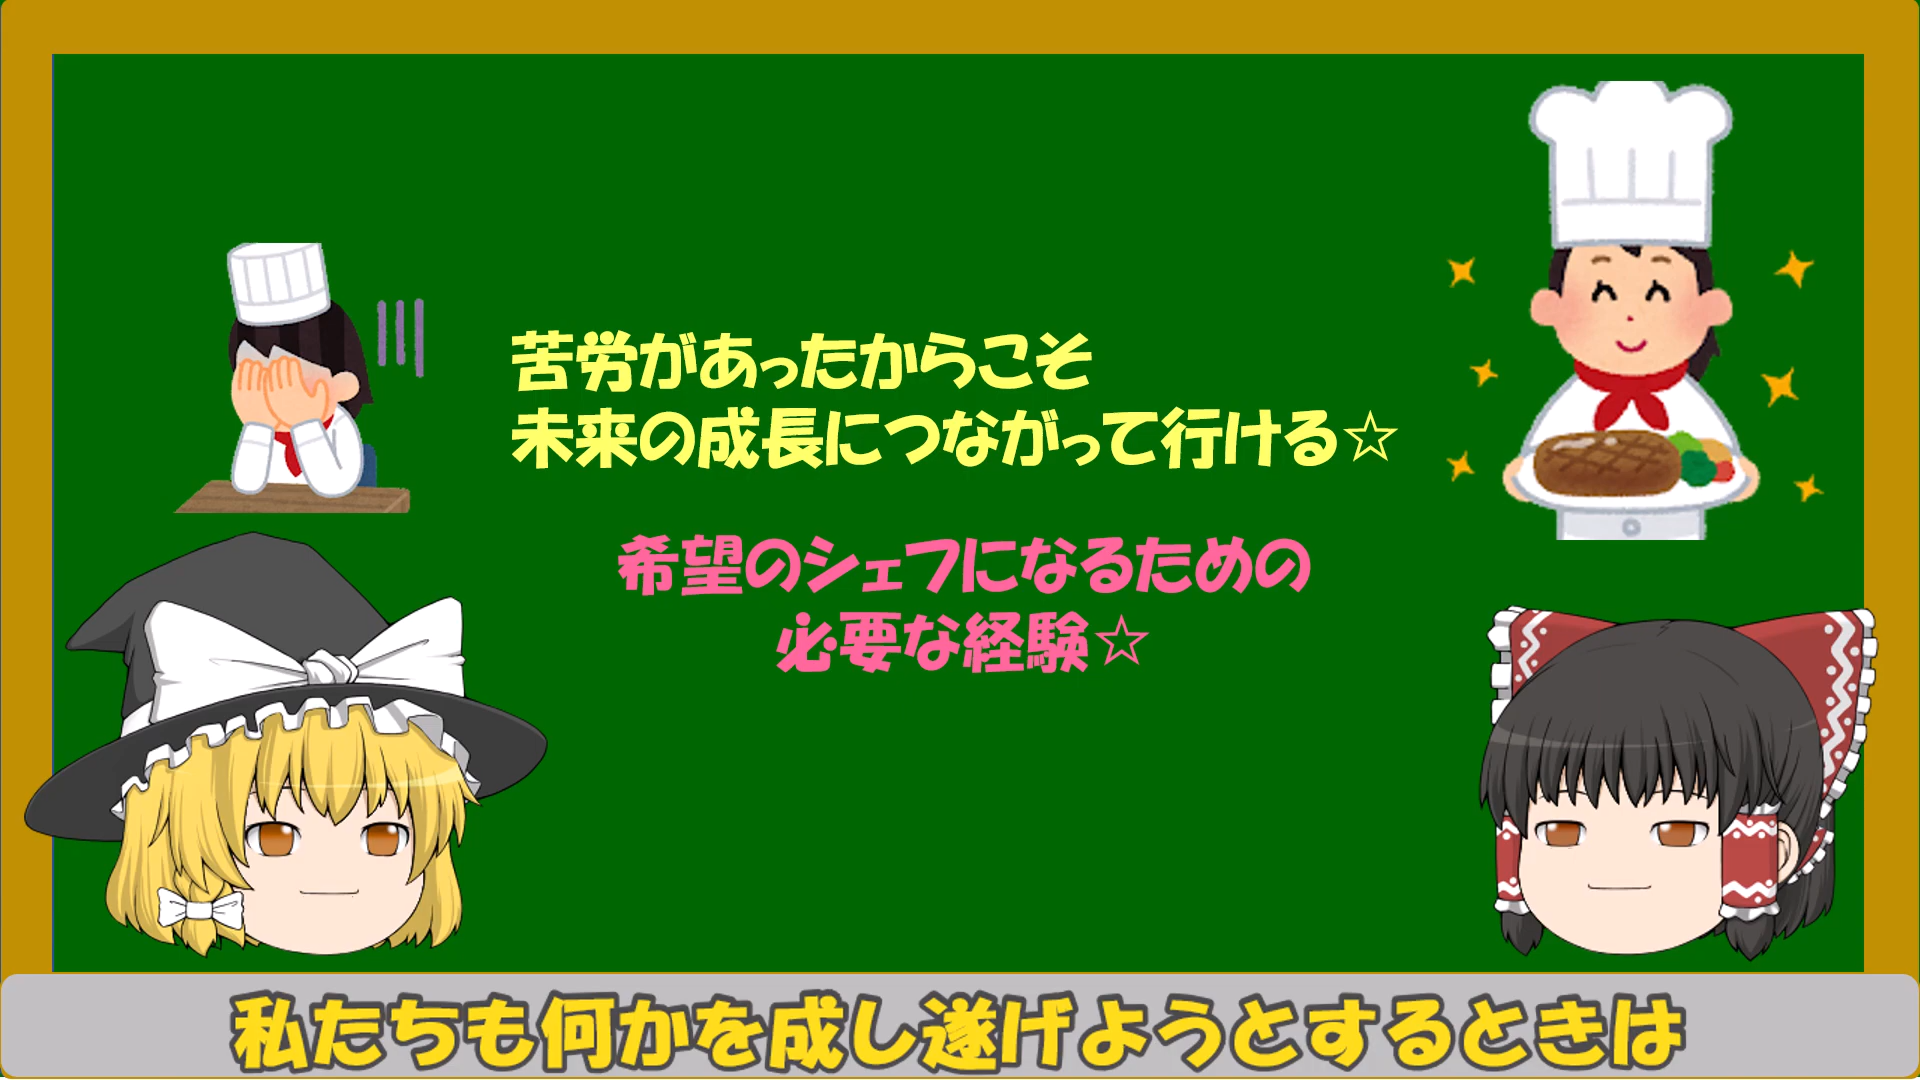 苦労があったからこそ
未来の成長につながって行ける☆
希望のシェフになるための
必要な経験☆
私たちも何かを成し遂げようとするときは